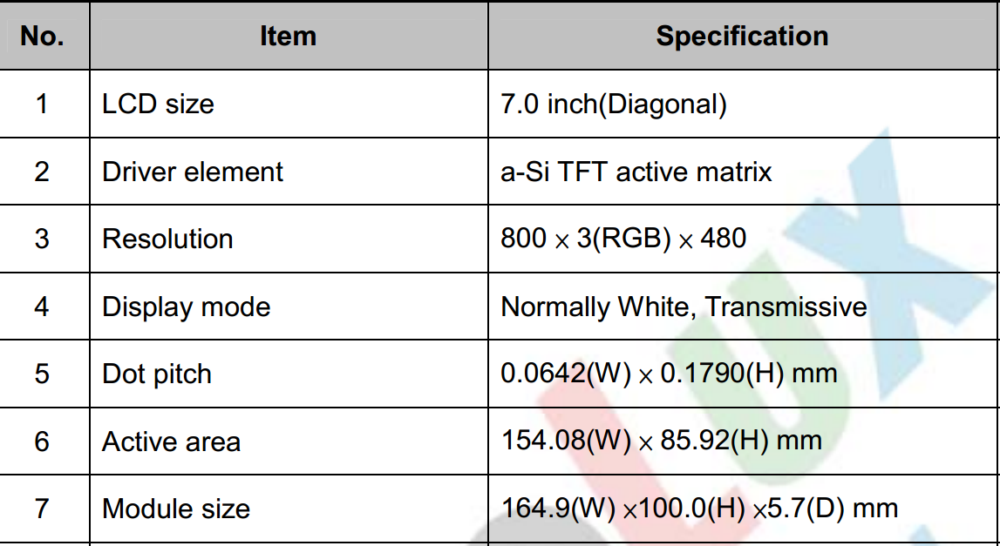 No. Item Specification
1 LCD size 7.0 inch(Diagonal)
2 Driver element a-Si TFT active matrix
3 Resolution 800 × 3(RGB) × 480
4 Display mode Normally White, Transmissive
5 Dot pitch 0.0642(W) × 0.1790(H) mm
6 Active area 154.08(W) × 85.92(H) mm
7 Module size 164.9(W) ×100.0(H) ×5.7(D) mm
LUX